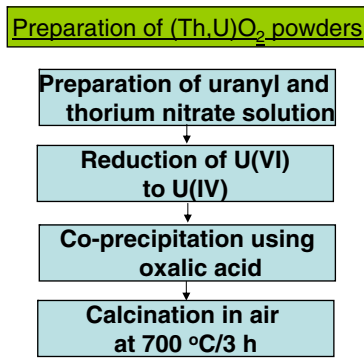 Preparation of (Th,U)O2 powders
Preparation of uranyl and
thorium nitrate solution
Reduction of U(VI)
to U(IV)
Co-precipitation using
oxalic acid
Calcination in air
at 700 ºC/3 h